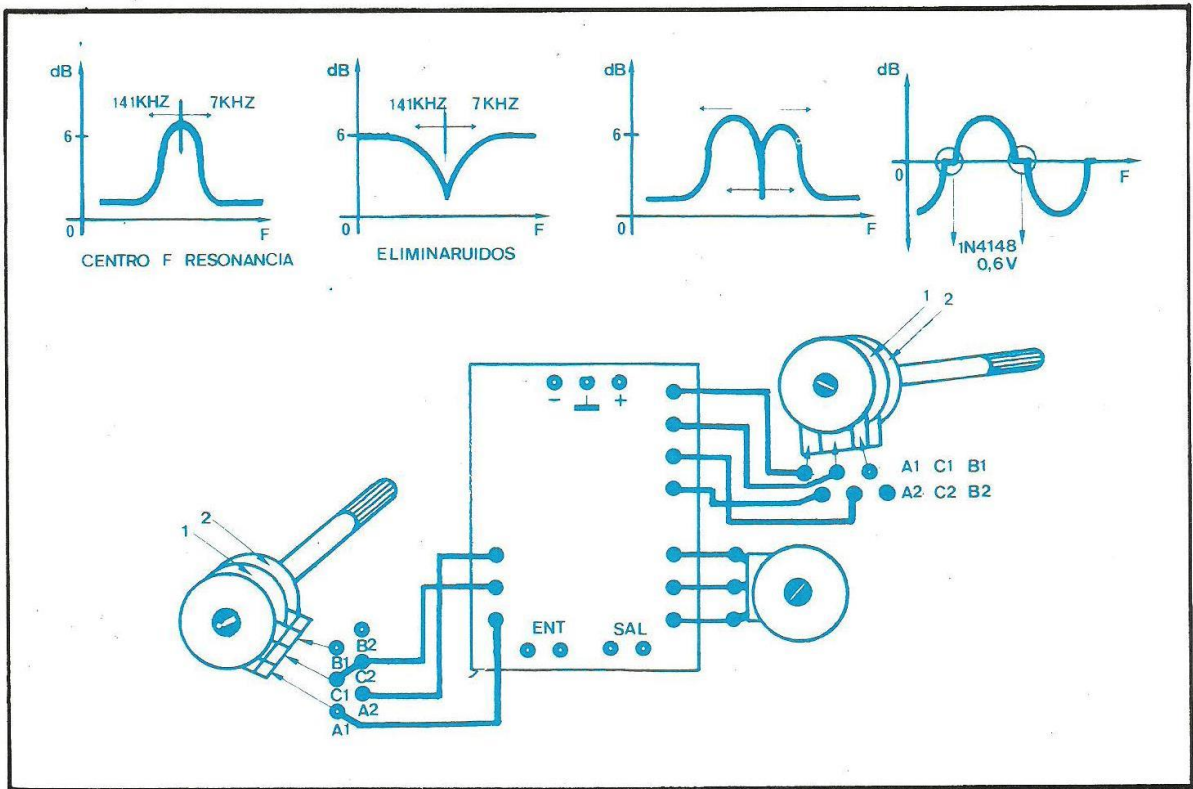 dB
141KHZ 7KHZ
6
0
F
CENTRO F RESONANCIA
dB
141KHZ 7KHZ
6
0
F
ELIMINARUIDOS
dB
6
0
F
dB
0
F
1N4148
0,6V
1 2
- +
A1 C1 B1
A2 C2 B2
2
1
ENT SAL
B2
B1
C2
C1
A2
A1